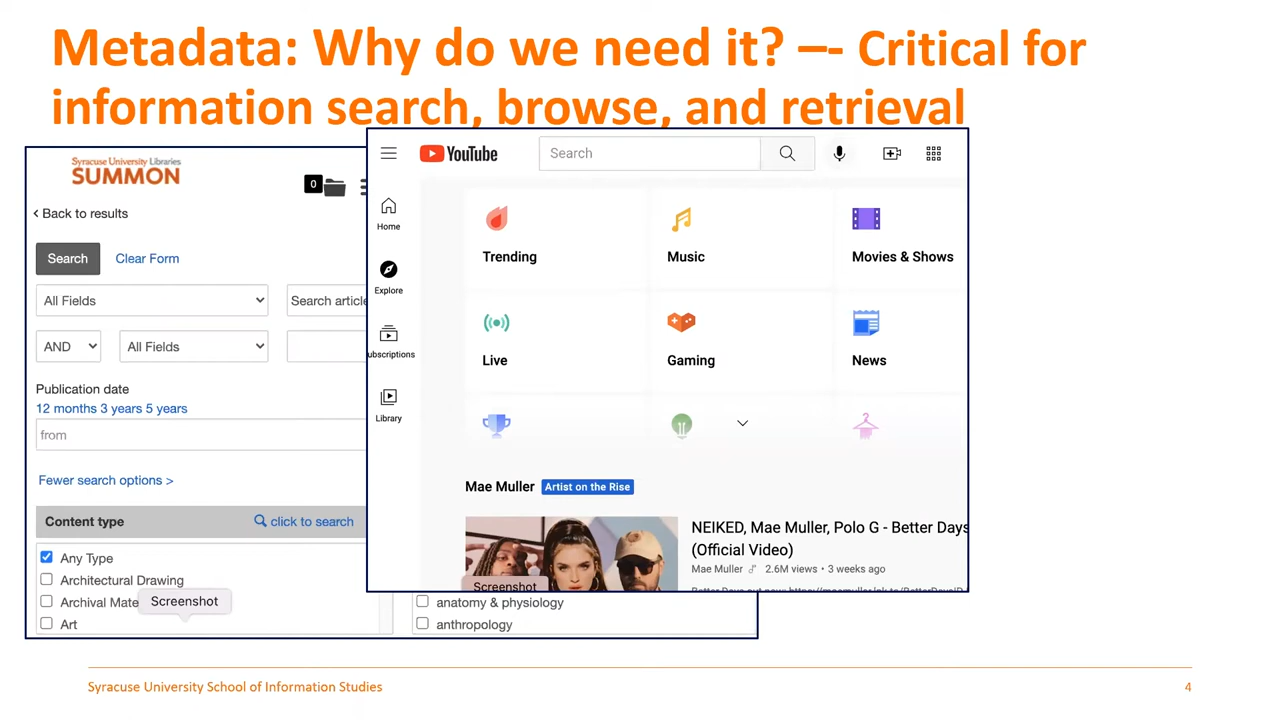 Metadata: Why do we need it? –- Critical for
information search, browse, and retrieval
Syracuse University Libraries
SUMMON
0
< Back to results
Search
Clear Form
All Fields
Search article
AND
All Fields
Publication date
12 months 3 years 5 years
from
Fewer search options >
Content type
click to search
Any Type
Architectural Drawing
Archival Mate
Art
Screenshot
anatomy & physiology
anthropology
YouTube
Search
Home
Explore
ubscriptions
Library
Trending
Music
Movies & Shows
Live
Gaming
News
Mae Muller
Artist on the Rise
NEIKED, Mae Muller, Polo G - Better Days
(Official Video)
Mae Muller 2.6M views • 3 weeks ago
Screenshot
Syracuse University School of Information Studies
4